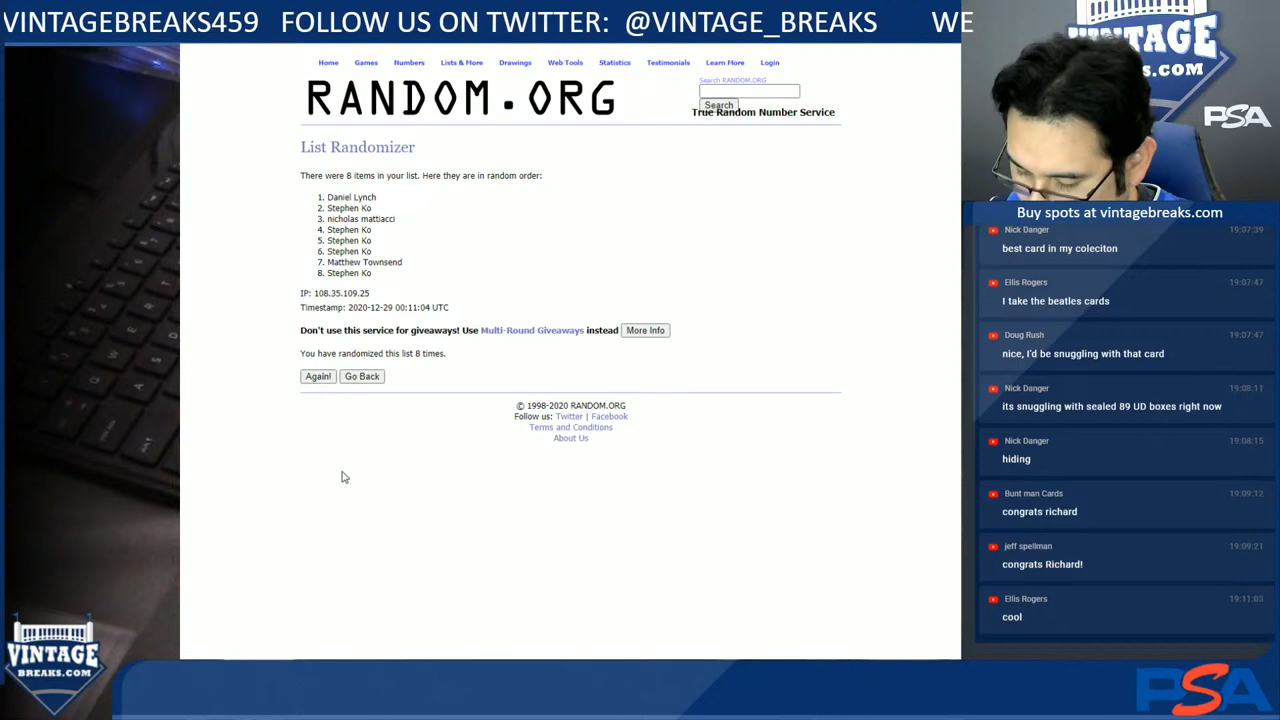 VINTAGEBREAKS459 FOLLOW US ON TWITTER: @VINTAGE_BREAKS WE
VINTAGE
KS.COM
PSA
Home Games Numbers Lists & More Drawings Web Tools Statistics Testimonials Learn More Login
RANDOM.ORG
Search RANDOM.ORG
Search
True Random Number Service
List Randomizer
There were 8 items in your list. Here they are in random order:
1. Daniel Lynch
2. Stephen Ko
3. nicholas mattiacci
4. Stephen Ko
5. Stephen Ko
6. Stephen Ko
7. Matthew Townsend
8. Stephen Ko
IP: 108.35.109.25
Timestamp: 2020-12-29 00:11:04 UTC
Don't use this service for giveaways! Use Multi-Round Giveaways instead More Info
You have randomized this list 8 times.
Again! Go Back
© 1998-2020 RANDOM.ORG
Follow us: Twitter | Facebook
Terms and Conditions
About Us
Buy spots at vintagebreaks.com
Nick Danger 19:07:39
best card in my coleciton
Ellis Rogers 19:07:47
I take the beatles cards
Doug Rush 19:07:47
nice, I'd be snuggling with that card
Nick Danger 19:08:11
its snuggling with sealed 89 UD boxes right now
Nick Danger 19:08:15
hiding
Bunt man Cards 19:09:12
congrats richard
jeff spellman 19:09:21
congrats Richard!
Ellis Rogers 19:11:03
cool
VINTAGE
BREAKS.COM
PSA